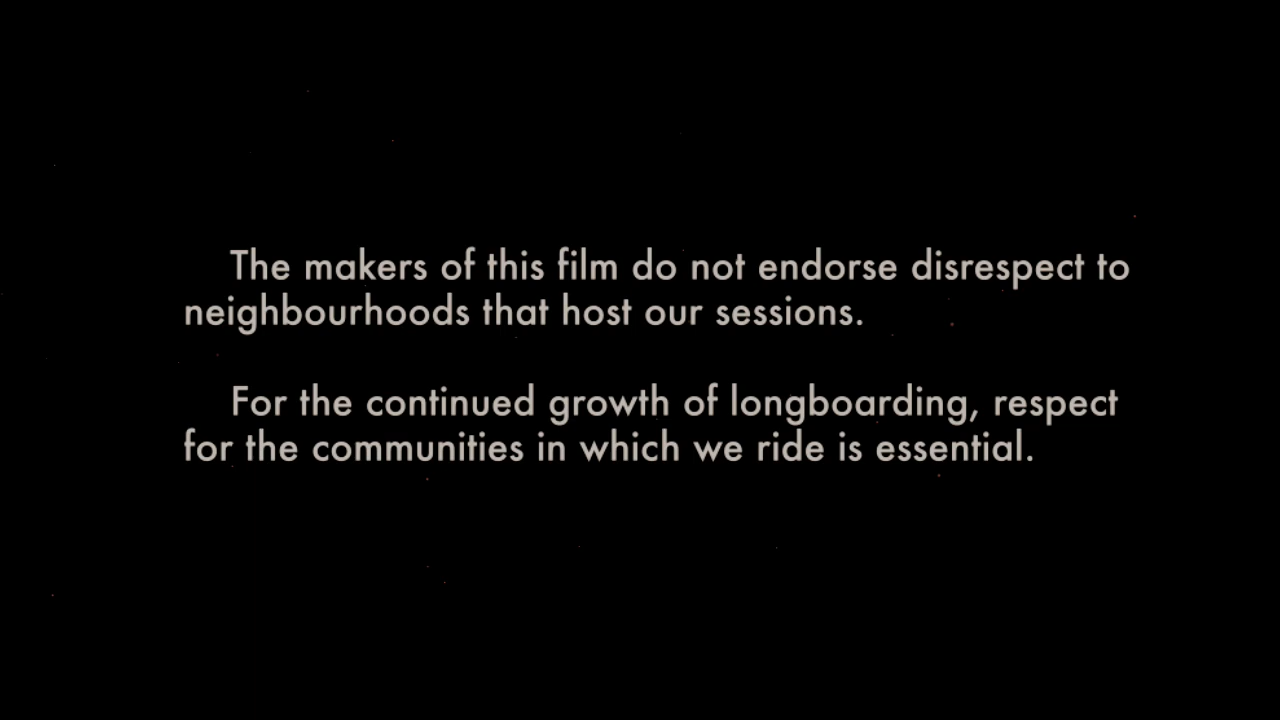 The makers of this film do not endorse disrespect to
neighbourhoods that host our sessions.
For the continued growth of longboarding, respect
for the communities in which we ride is essential.